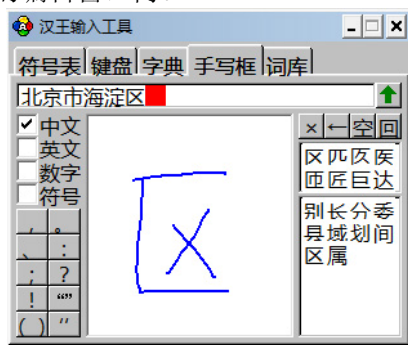 汉王输入工具
符号表 键盘 字典 手写框 词库
北京市海淀区
中文
英文
数字
符号
× ← 空 回
， 。
、 ：
； ？
！ “”
（ ） 〃
区
区匹仄医
匝匠巨达
别长分委
县域划间
区属